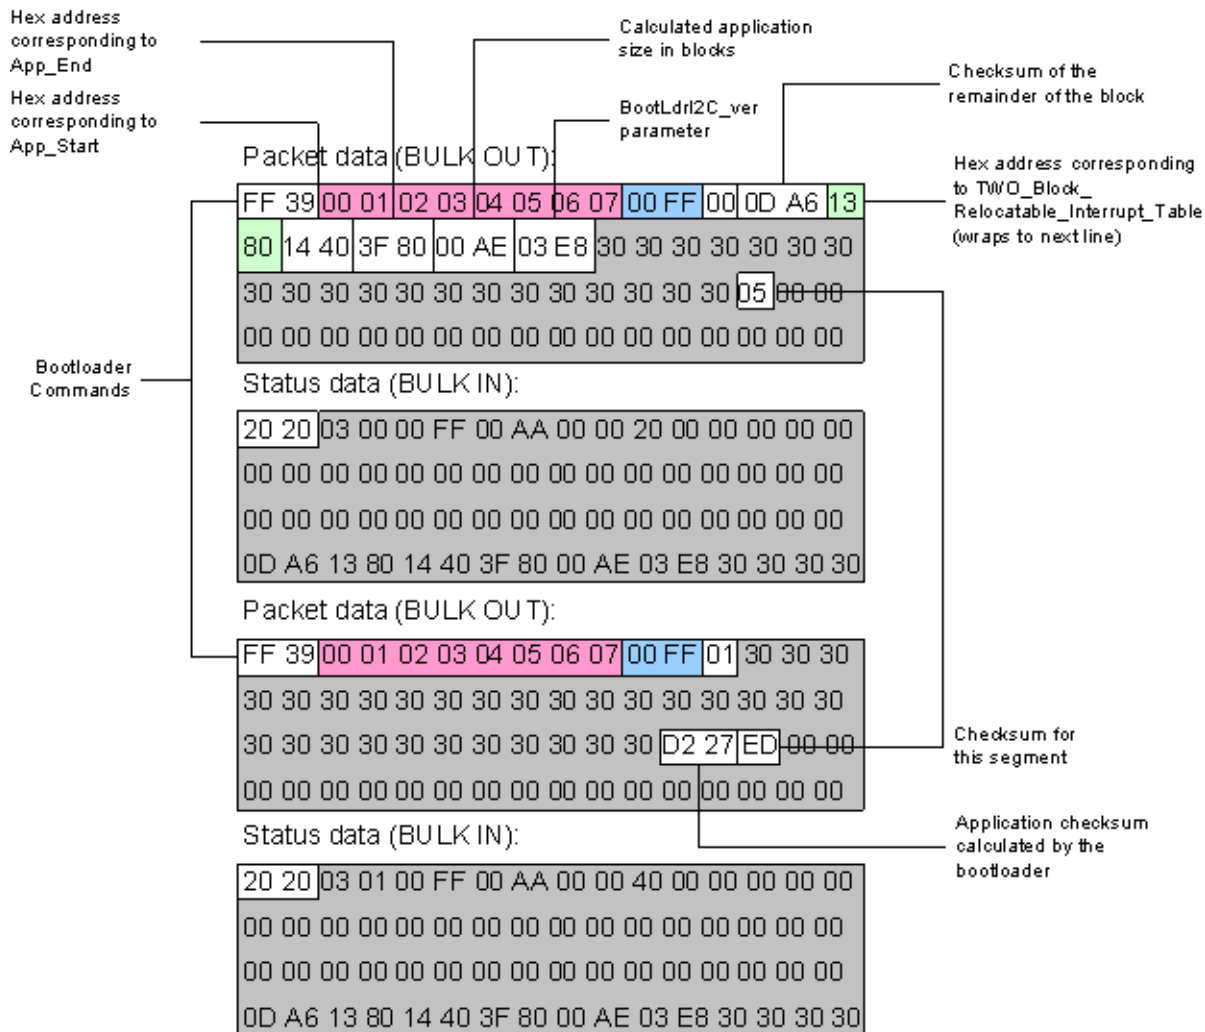 Hex address
corresponding to
App_End
Hex address
corresponding to
App_Start
Calculated application
size in blocks
BootLdrI2C_ver
parameter
Checksum of the
remainder of the block
Hex address corresponding
to TWO_Block_
Relocatable_Interrupt_Table
(wraps to next line)
Packet data (BULK OUT):
FF 39 00 01 02 03 04 05 06 07 00 FF 00 0D A6 13
80 14 40 3F 80 00 AE 03 E8 30 30 30 30 30 30 30
30 30 30 30 30 30 30 30 30 30 30 30 30 05 00 00
00 00 00 00 00 00 00 00 00 00 00 00 00 00 00 00
Bootloader
Commands
Status data (BULK IN):
20 20 03 00 00 FF 00 AA 00 00 20 00 00 00 00 00
00 00 00 00 00 00 00 00 00 00 00 00 00 00 00 00
00 00 00 00 00 00 00 00 00 00 00 00 00 00 00 00
0D A6 13 80 14 40 3F 80 00 AE 03 E8 30 30 30 30
Packet data (BULK OUT):
FF 39 00 01 02 03 04 05 06 07 00 FF 01 30 30 30
30 30 30 30 30 30 30 30 30 30 30 30 30 30 30 30
30 30 30 30 30 30 30 30 30 30 30 D2 27 ED 00 00
00 00 00 00 00 00 00 00 00 00 00 00 00 00 00 00
Checksum for
this segment
Application checksum
calculated by the
bootloader
Status data (BULK IN):
20 20 03 01 00 FF 00 AA 00 00 40 00 00 00 00 00
00 00 00 00 00 00 00 00 00 00 00 00 00 00 00 00
00 00 00 00 00 00 00 00 00 00 00 00 00 00 00 00
0D A6 13 80 14 40 3F 80 00 AE 03 E8 30 30 30 30